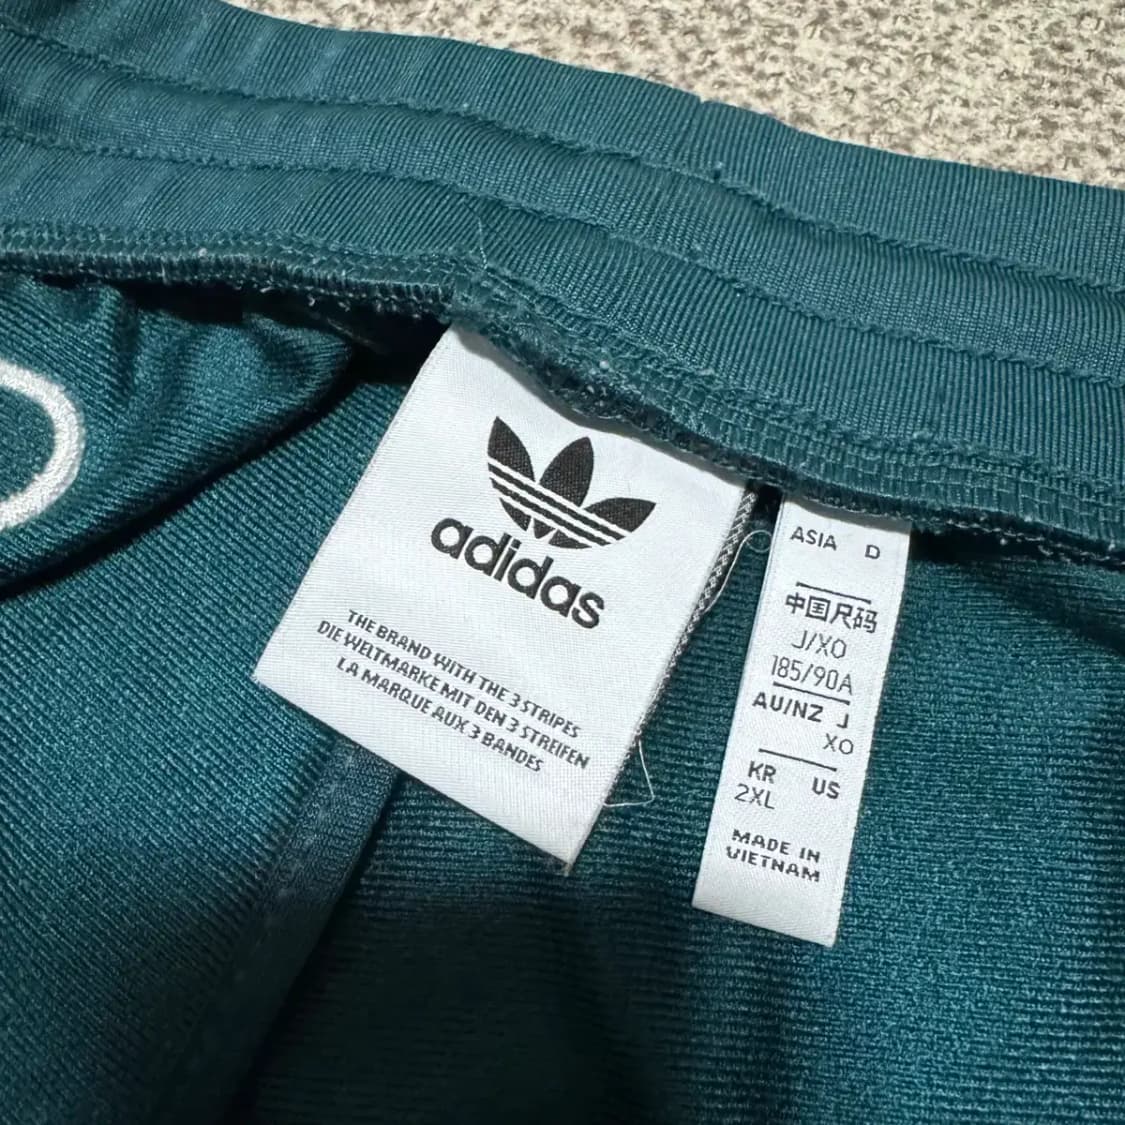 adidas
THE BRAND WITH THE 3 STRIPES
DIE WELTMARKE MIT DEN 3 STREIFEN
LA MARQUE AUX 3 BANDES
ASIA D
中国尺码
J/XO
185/90A
AU/NZ J
XO
KR US
2XL
MADE IN
VIETNAM